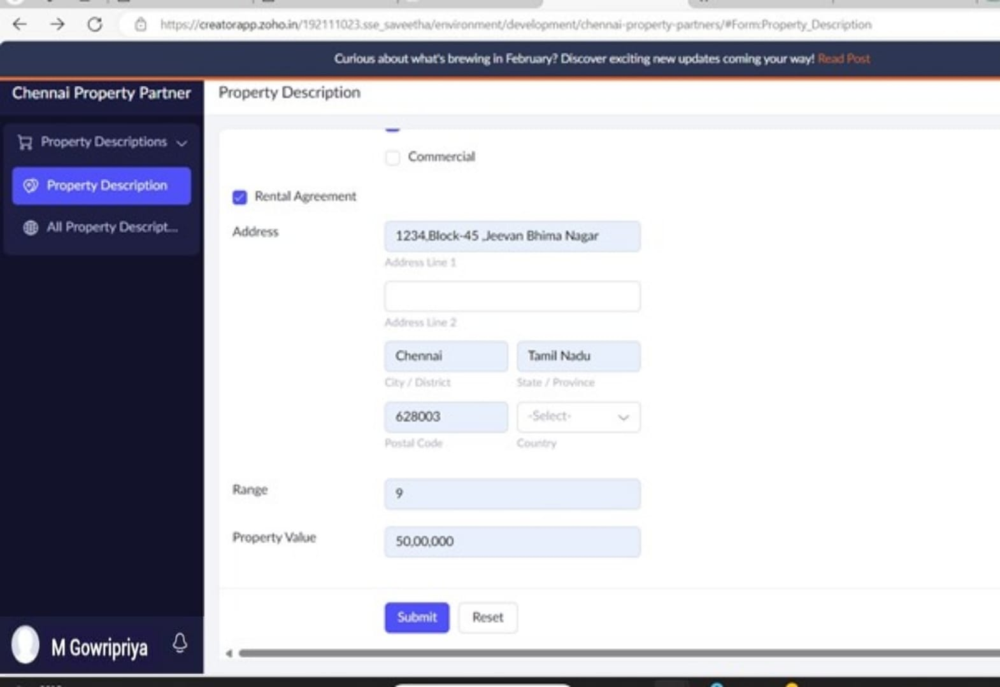 https://creatorapp.zoho.in/192111023.sse_saveetha/environment/development/chennai-property-partners/#Form:Property_Description
Curious about what's brewing in February? Discover exciting new updates coming your way! Read Post
Chennai Property Partner
Property Description
Property Descriptions
Property Description
All Property Descript...
Commercial
Rental Agreement
Address
1234,Block-45 ,Jeevan Bhima Nagar
Address Line 1
Address Line 2
Chennai
Tamil Nadu
City / District
State / Province
628003
-Select-
Postal Code
Country
Range
9
Property Value
50,00,000
Submit
Reset
M Gowripriya